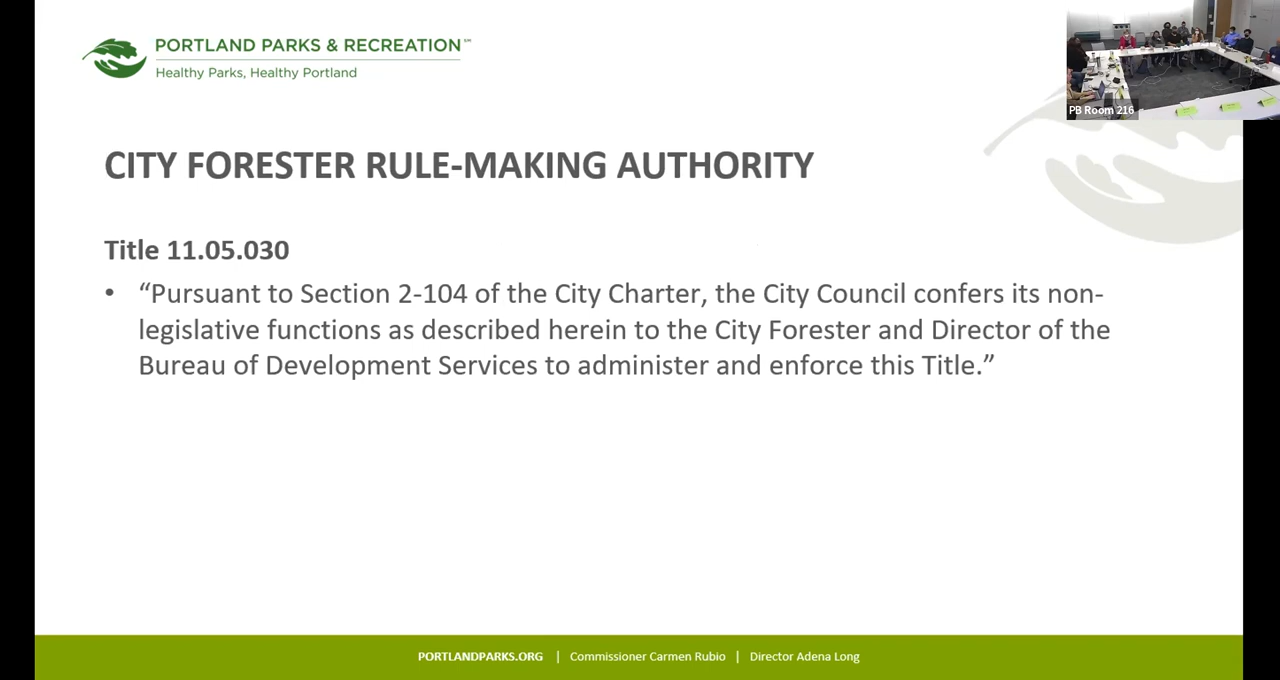 PORTLAND PARKS & RECREATION℠
Healthy Parks, Healthy Portland
PB Room 216
CITY FORESTER RULE-MAKING AUTHORITY
Title 11.05.030
• “Pursuant to Section 2-104 of the City Charter, the City Council confers its non-
legislative functions as described herein to the City Forester and Director of the
Bureau of Development Services to administer and enforce this Title.”
PORTLANDPARKS.ORG | Commissioner Carmen Rubio | Director Adena Long